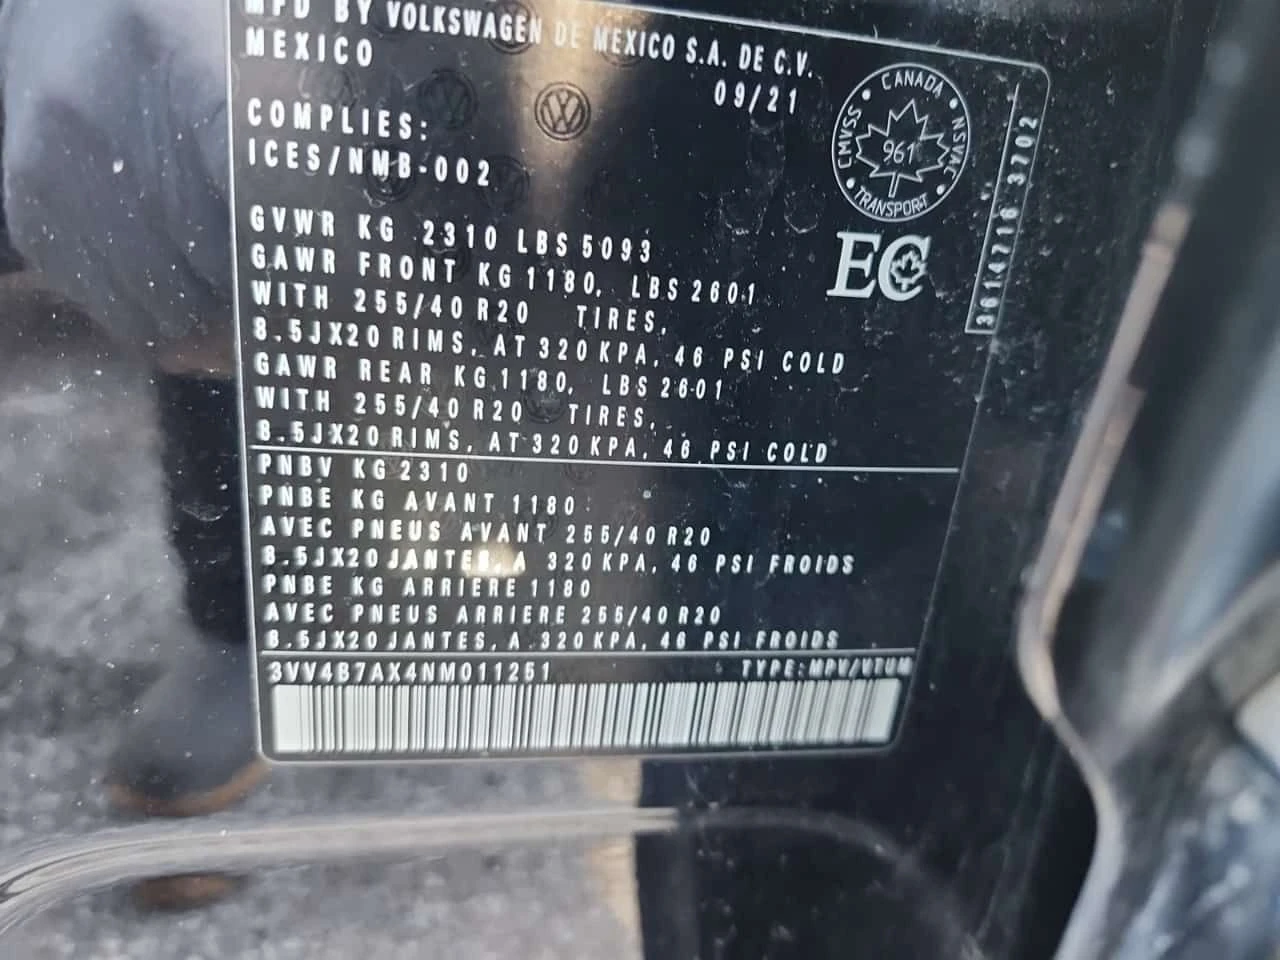 MFD BY VOLKSWAGEN DE MEXICO S.A. DE C.V.
MEXICO
09/21
COMPLIES:
ICES/NMB-002
CANADA
CMVSS
NSVAC
961
TRANSPORT
EC
361 4716 3702
GVWR KG 2310 LBS 5093
GAWR FRONT KG 1180, LBS 2601
WITH 255/40 R20 TIRES,
8.5JX20 RIMS, AT 320 KPA, 46 PSI COLD
GAWR REAR KG 1180, LBS 2601
WITH 255/40 R20 TIRES,
8.5JX20 RIMS, AT 320 KPA, 46 PSI COLD
PNBV KG 2310
PNBE KG AVANT 1180
AVEC PNEUS AVANT 255/40 R20
8.5JX20 JANTES, A 320 KPA, 46 PSI FROIDS
PNBE KG ARRIERE 1180
AVEC PNEUS ARRIERE 255/40 R20
8.5JX20 JANTES, A 320 KPA, 46 PSI FROIDS
3VV4B7AX4NM011251 TYPE:MPV/VTUM